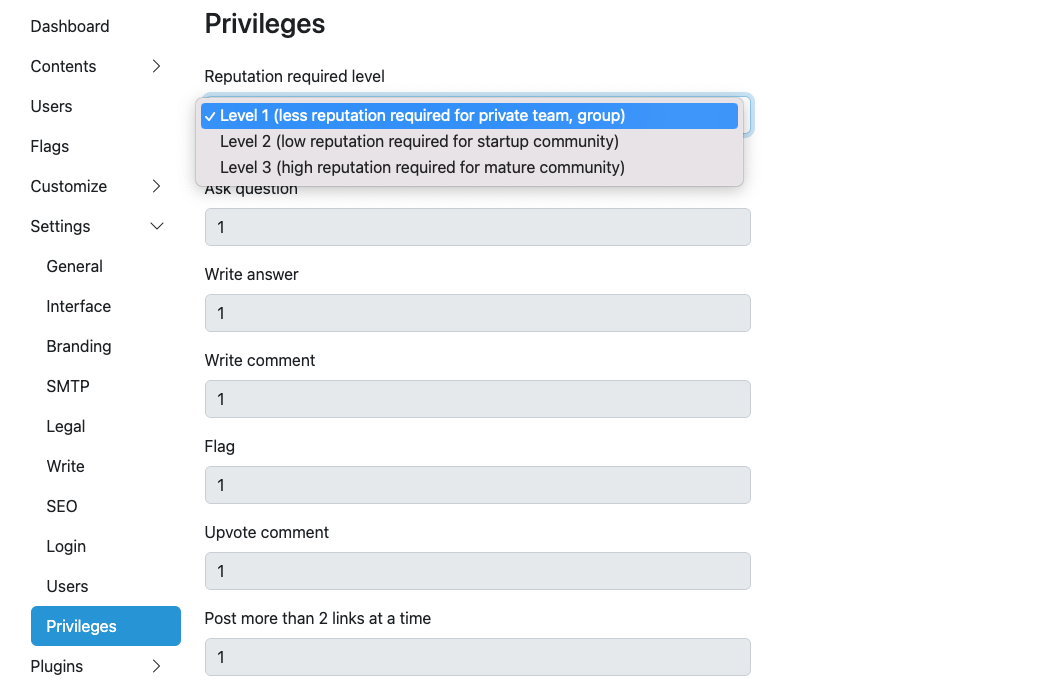 Dashboard
Contents
Users
Flags
Customize
Settings
General
Interface
Branding
SMTP
Legal
Write
SEO
Login
Users
Privileges
Plugins
Privileges
Reputation required level
✓ Level 1 (less reputation required for private team, group)
Level 2 (low reputation required for startup community)
Level 3 (high reputation required for mature community)
Ask question
1
Write answer
1
Write comment
1
Flag
1
Upvote comment
1
Post more than 2 links at a time
1